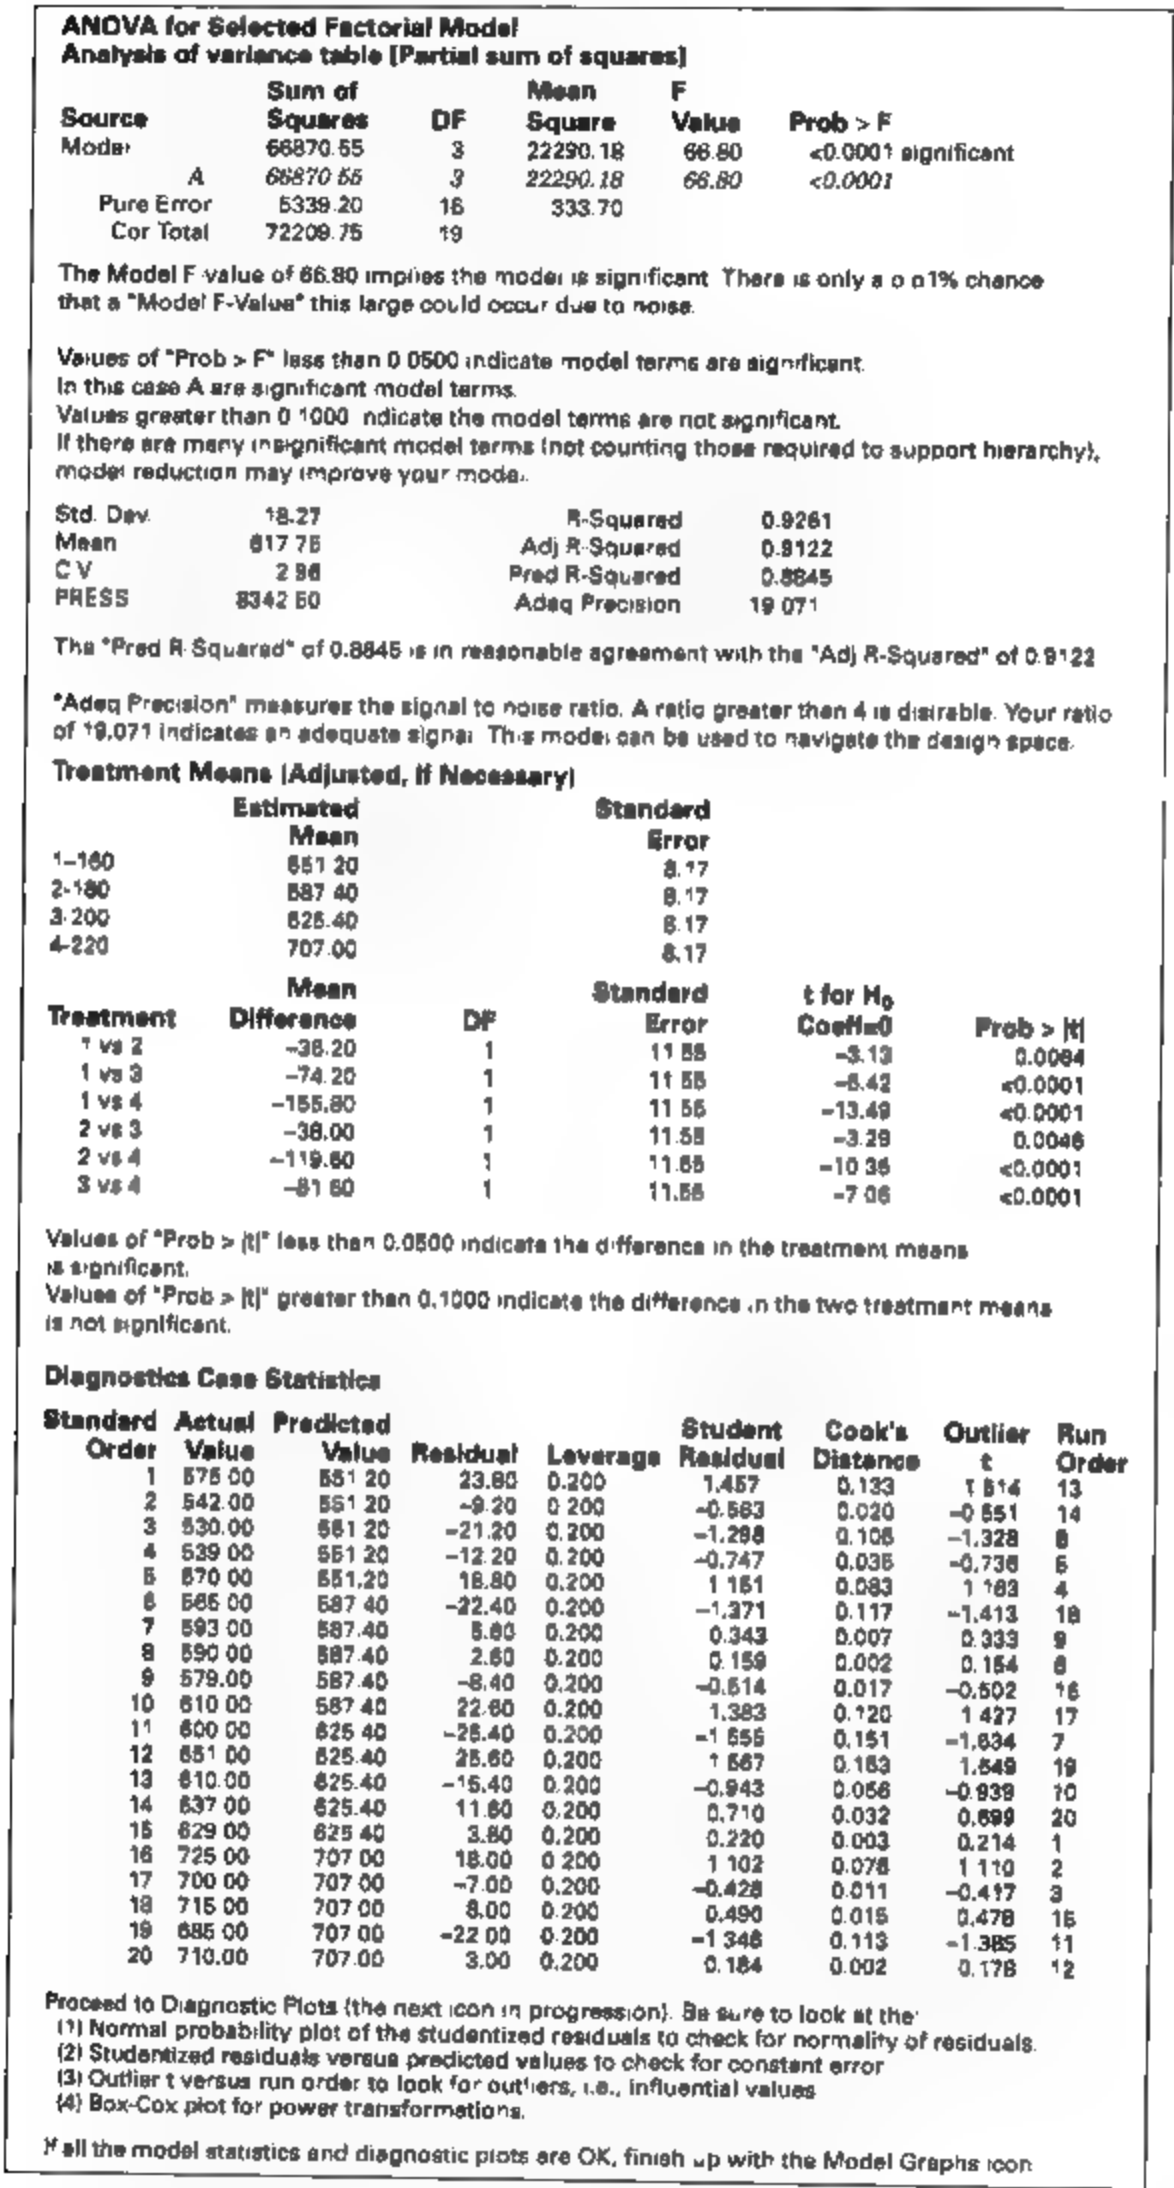 ANOVA for Selected Factorial Model
Analysis of variance table [Partial sum of squares]
Sum of Mean F
Source Squares DF Square Value Prob > F
Model 66870.55 3 22290.18 66.80 <0.0001 significant
A 66870.55 3 22290.18 66.80 <0.0001
Pure Error 5339.20 16 333.70
Cor Total 72209.75 19
The Model F-value of 66.80 implies the model is significant. There is only a 0.01% chance
that a "Model F-Value" this large could occur due to noise.
Values of "Prob > F" less than 0.0500 indicate model terms are significant.
In this case A are significant model terms.
Values greater than 0.1000 indicate the model terms are not significant.
If there are many insignificant model terms (not counting those required to support hierarchy),
model reduction may improve your model.
Std. Dev. 18.27 R-Squared 0.9261
Mean 617.75 Adj R-Squared 0.9122
C.V. 2.96 Pred R-Squared 0.8845
PRESS 8342.50 Adeq Precision 19.071
The "Pred R-Squared" of 0.8845 is in reasonable agreement with the "Adj R-Squared" of 0.9122
"Adeq Precision" measures the signal to noise ratio. A ratio greater than 4 is disirable. Your ratio
of 19.071 indicates an adequate signal. This model can be used to navigate the design space.
Treatment Means (Adjusted, If Necessary)
Estimated Standard
Mean Error
1-160 551.20 8.17
2-180 587.40 8.17
3-200 625.40 8.17
4-220 707.00 8.17
Mean Standard t for H0
Treatment Difference DF Error Coeff=0 Prob > |t|
1 vs 2 -36.20 1 11.55 -3.13 0.0064
1 vs 3 -74.20 1 11.55 -6.42 <0.0001
1 vs 4 -155.80 1 11.55 -13.49 <0.0001
2 vs 3 -38.00 1 11.55 -3.29 0.0046
2 vs 4 -119.60 1 11.55 -10.35 <0.0001
3 vs 4 -81.60 1 11.55 -7.06 <0.0001
Values of "Prob > |t|" less than 0.0500 indicate the difference in the treatment means
is significant.
Values of "Prob > |t|" greater than 0.1000 indicate the difference in the two treatment means
is not significant.
Diagnostics Case Statistics
Standard Actual Predicted Student Cook's Outlier Run
Order Value Value Residual Leverage Residual Distance t Order
1 575.00 551.20 23.80 0.200 1.457 0.133 1.514 13
2 542.00 551.20 -9.20 0.200 -0.563 0.020 -0.551 14
3 530.00 551.20 -21.20 0.200 -1.298 0.105 -1.328 8
4 539.00 551.20 -12.20 0.200 -0.747 0.035 -0.736 5
5 570.00 551.20 18.80 0.200 1.151 0.083 1.163 4
6 565.00 587.40 -22.40 0.200 -1.371 0.117 -1.413 18
7 593.00 587.40 5.60 0.200 0.343 0.007 0.333 9
8 590.00 587.40 2.60 0.200 0.159 0.002 0.154 6
9 579.00 587.40 -8.40 0.200 -0.514 0.017 -0.502 16
10 610.00 587.40 22.60 0.200 1.383 0.120 1.427 17
11 600.00 625.40 -25.40 0.200 -1.555 0.151 -1.634 7
12 651.00 625.40 25.60 0.200 1.567 0.153 1.649 19
13 610.00 625.40 -15.40 0.200 -0.943 0.056 -0.939 10
14 637.00 625.40 11.60 0.200 0.710 0.032 0.699 20
15 629.00 625.40 3.60 0.200 0.220 0.003 0.214 1
16 725.00 707.00 18.00 0.200 1.102 0.076 1.110 2
17 700.00 707.00 -7.00 0.200 -0.428 0.011 -0.417 3
18 715.00 707.00 8.00 0.200 0.490 0.015 0.478 15
19 685.00 707.00 -22.00 0.200 -1.346 0.113 -1.385 11
20 710.00 707.00 3.00 0.200 0.184 0.002 0.178 12
Proceed to Diagnostic Plots (the next icon in progression). Be sure to look at the:
(1) Normal probability plot of the studentized residuals to check for normality of residuals.
(2) Studentized residuals versus predicted values to check for constant error
(3) Outlier t versus run order to look for outliers, i.e., influential values
(4) Box-Cox plot for power transformations.
If all the model statistics and diagnostic plots are OK, finish up with the Model Graphs icon